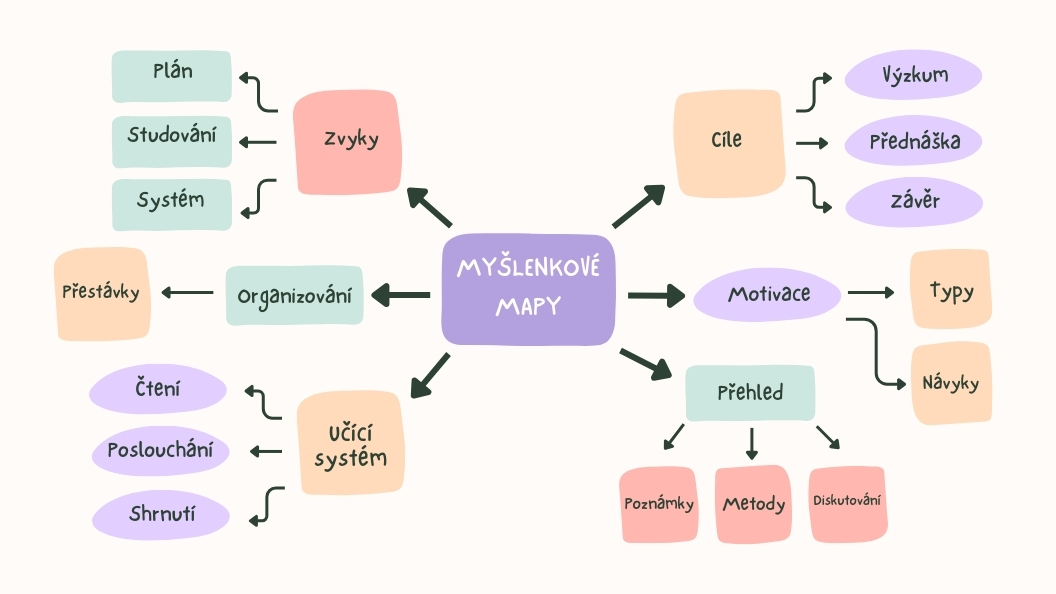 Plán
Studování
Systém
Zvyky
Cíle
Výzkum
Přednáška
Závěr
MYŠLENKOVÉ
MAPY
Přestávky
Organizování
Motivace
Typy
Návyky
Čtení
Poslouchání
Shrnutí
Učící
systém
Přehled
Poznámky
Metody
Diskutování